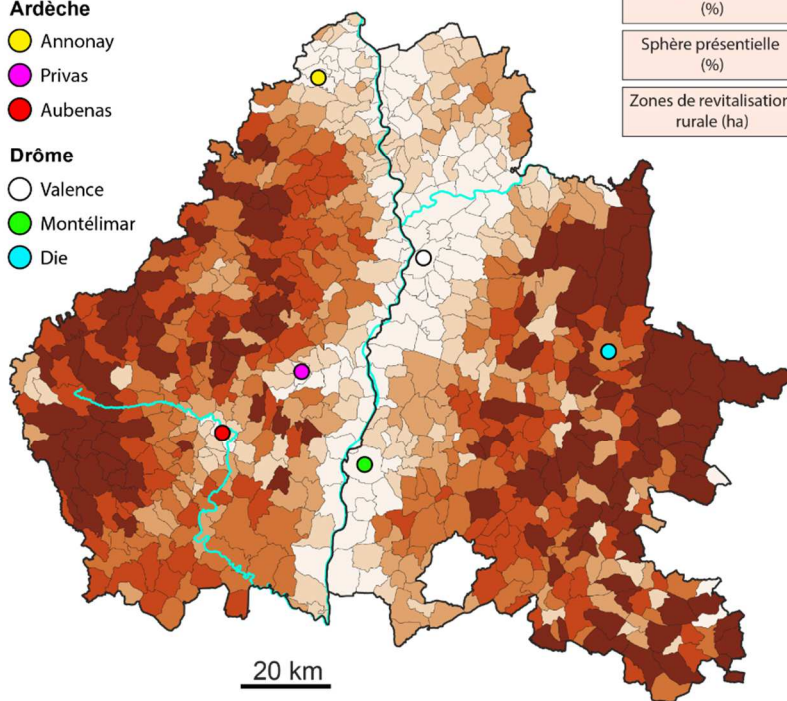 Ardèche
Annonay
Privas
Aubenas
Drôme
Valence
Montélimar
Die
(%)
Sphère présentielle
(%)
Zones de revitalisation
rurale (ha)
20 km